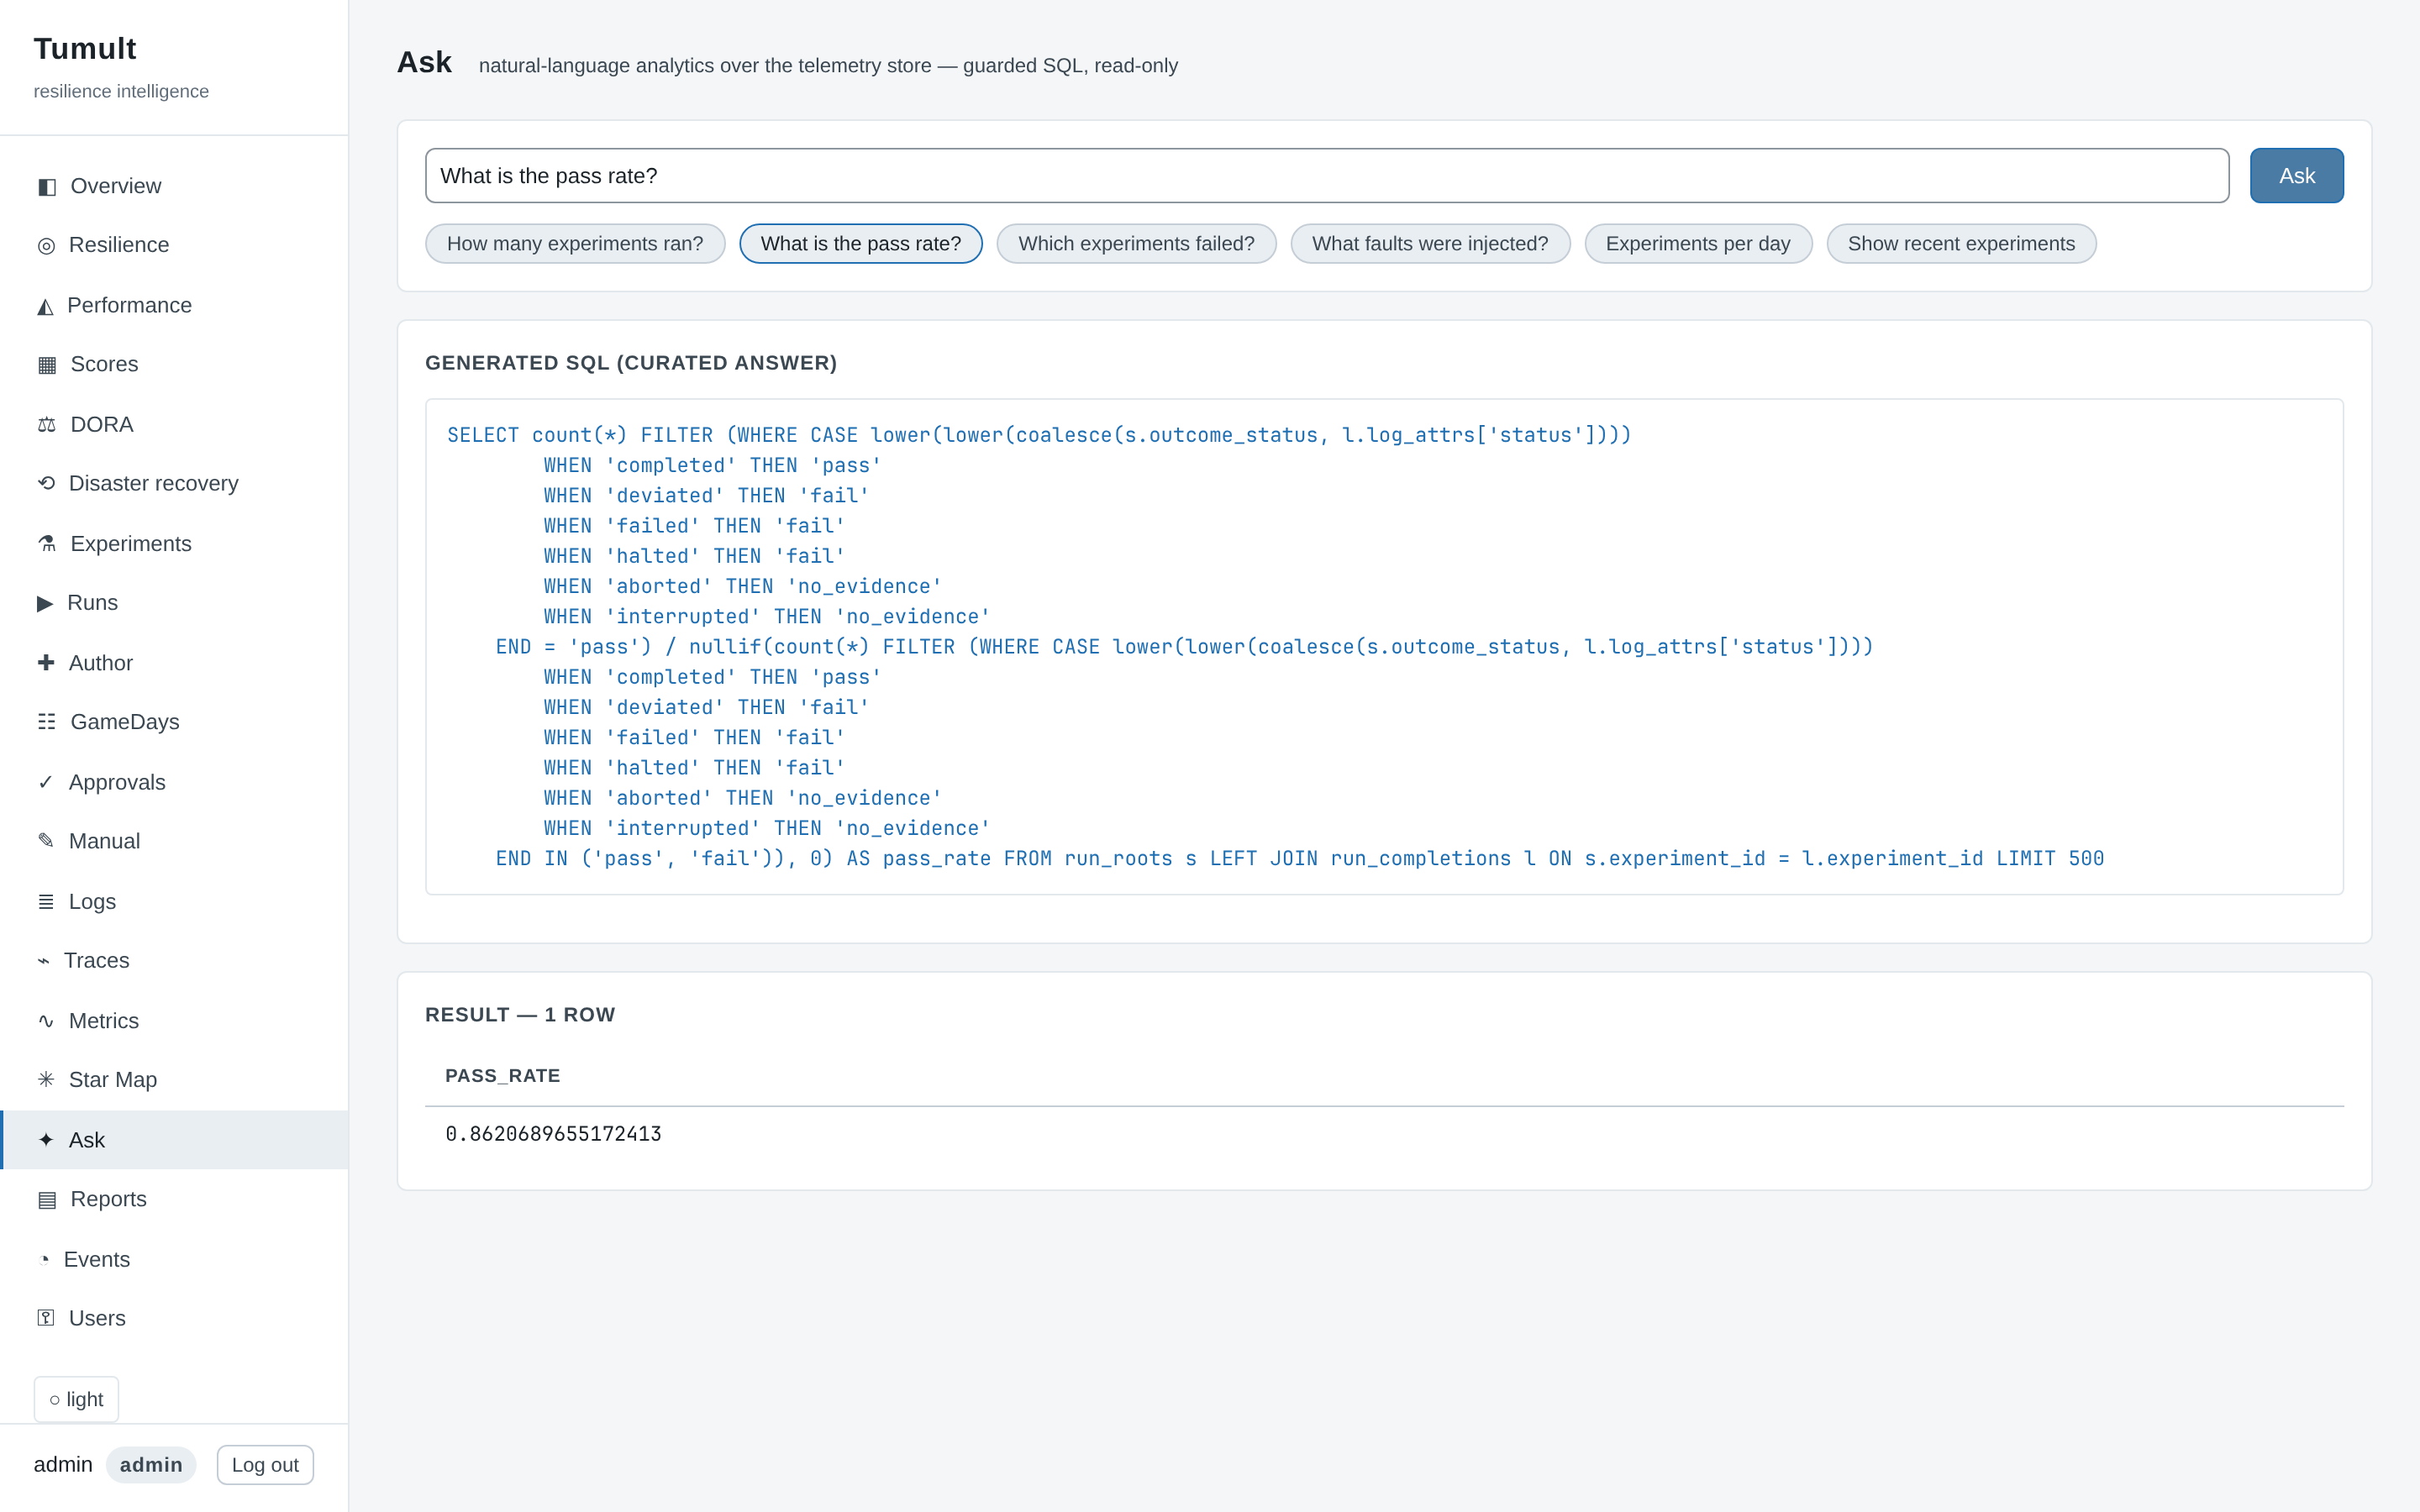 Tumult
resilience intelligence
Overview
Resilience
Performance
Scores
DORA
Disaster recovery
Experiments
Runs
Author
GameDays
Approvals
Manual
Logs
Traces
Metrics
Star Map
Ask
Reports
Events
Users
light
admin admin Log out
Ask natural-language analytics over the telemetry store — guarded SQL, read-only
What is the pass rate? Ask
How many experiments ran? What is the pass rate? Which experiments failed? What faults were injected? Experiments per day Show recent experiments
GENERATED SQL (CURATED ANSWER)
SELECT count(*) FILTER (WHERE CASE lower(lower(coalesce(s.outcome_status, l.log_attrs['status'])))
WHEN 'completed' THEN 'pass'
WHEN 'deviated' THEN 'fail'
WHEN 'failed' THEN 'fail'
WHEN 'halted' THEN 'fail'
WHEN 'aborted' THEN 'no_evidence'
WHEN 'interrupted' THEN 'no_evidence'
END = 'pass') / nullif(count(*) FILTER (WHERE CASE lower(lower(coalesce(s.outcome_status, l.log_attrs['status'])))
WHEN 'completed' THEN 'pass'
WHEN 'deviated' THEN 'fail'
WHEN 'failed' THEN 'fail'
WHEN 'halted' THEN 'fail'
WHEN 'aborted' THEN 'no_evidence'
WHEN 'interrupted' THEN 'no_evidence'
END IN ('pass', 'fail')), 0) AS pass_rate FROM run_roots s LEFT JOIN run_completions l ON s.experiment_id = l.experiment_id LIMIT 500
RESULT — 1 ROW
PASS_RATE
0.8620689655172413